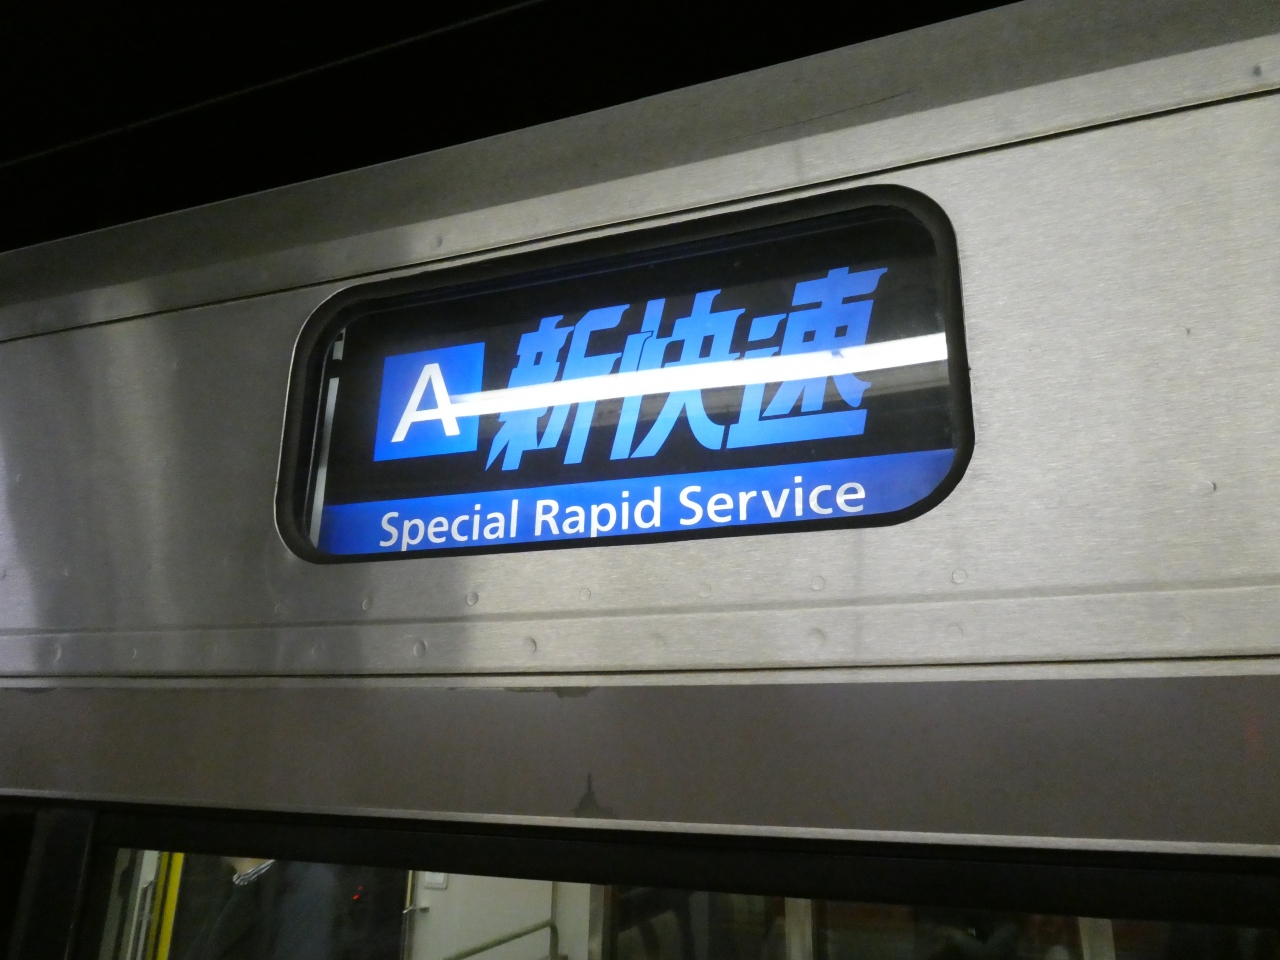 A 新快速
Special Rapid Service